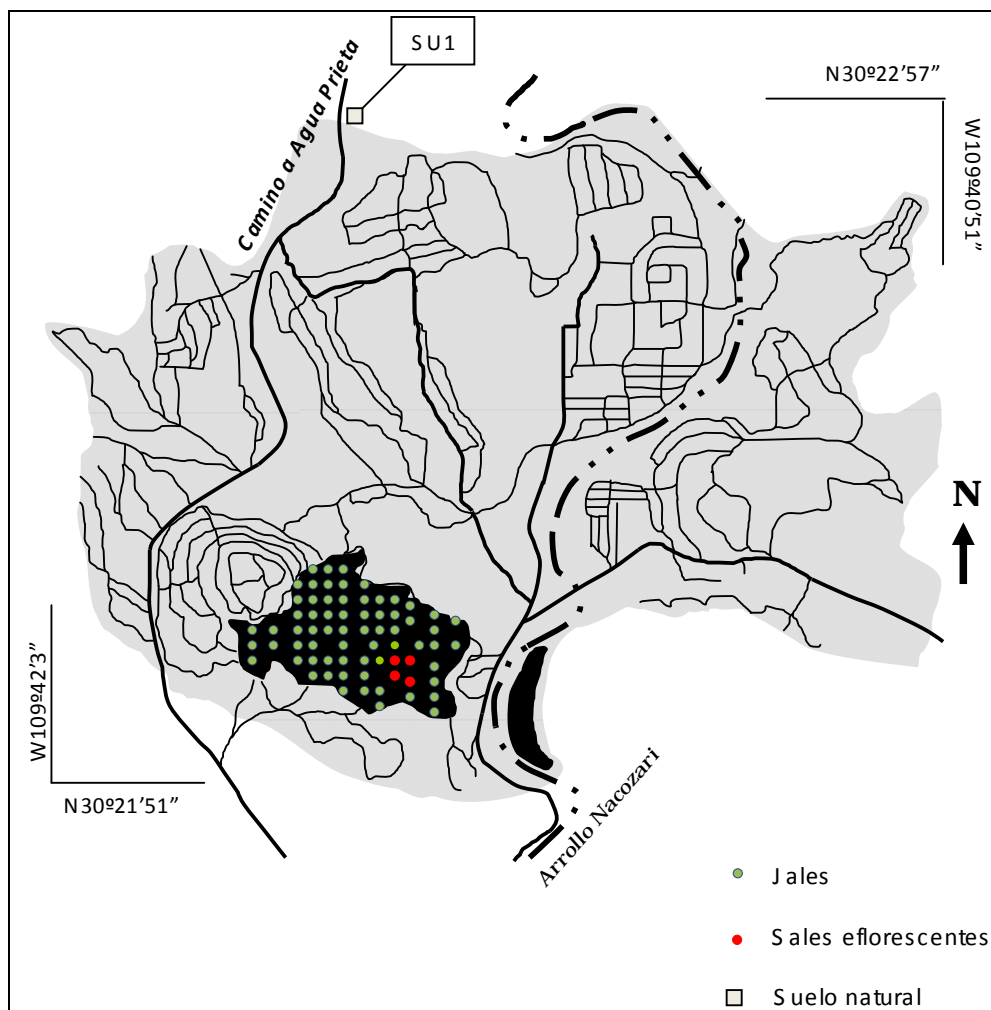 SU1
Camino a Agua Prieta
N30º22’57”
W109º40’51”
N
W109º42’3”
N30º21’51”
Arrollo Nacozari
Jales
Sales eflorescentes
Suelo natural